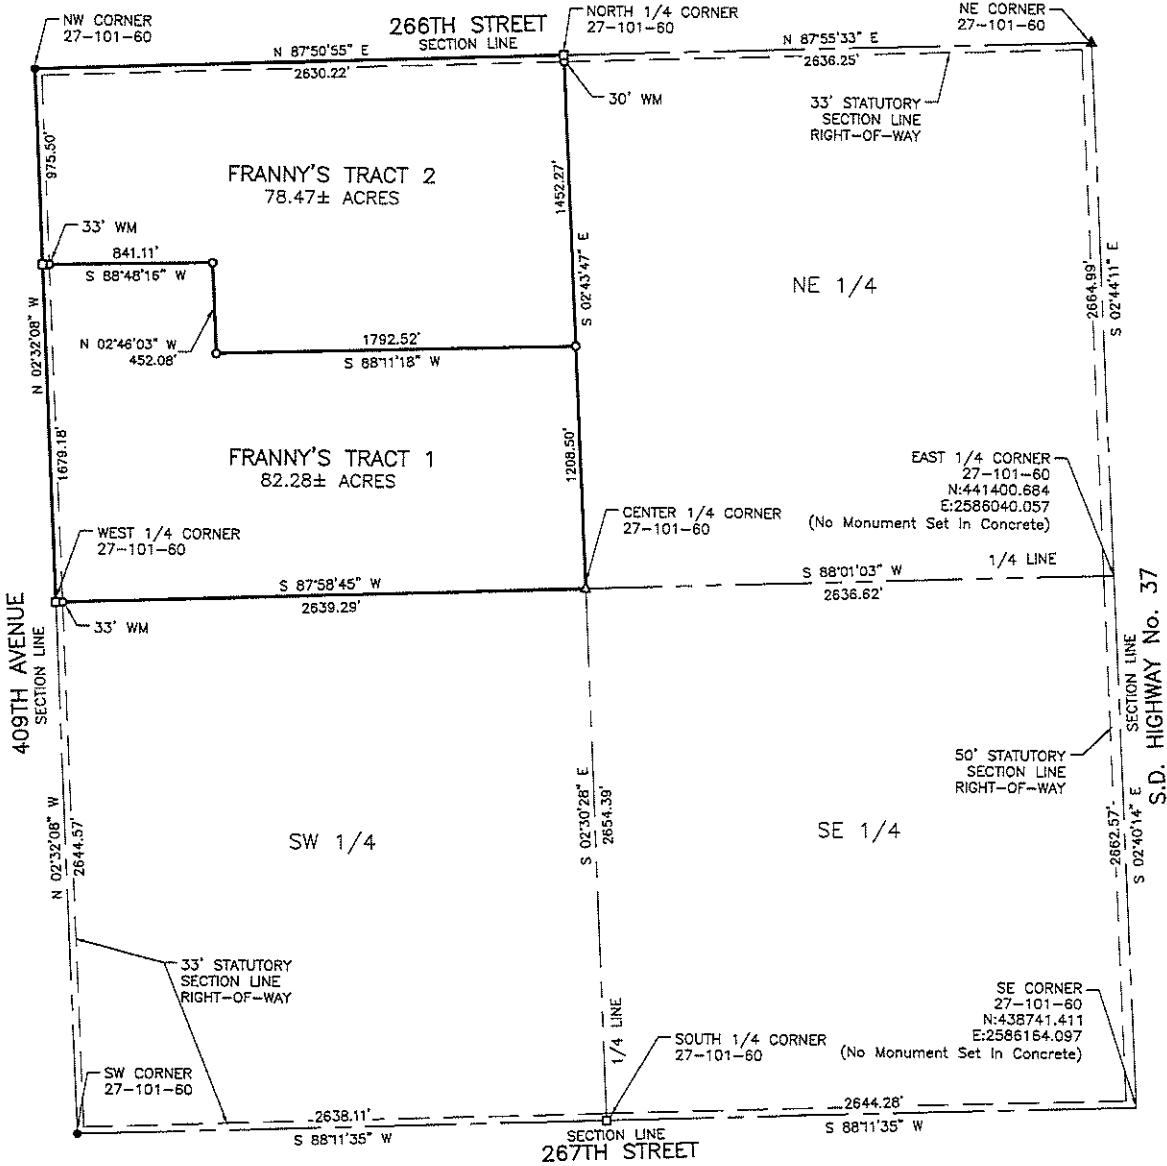 NW CORNER
27-101-60
266TH STREET
SECTION LINE
NORTH 1/4 CORNER
27-101-60
NE CORNER
27-101-60
N 87°50'55" E
2630.22'
N 87°55'33" E
2636.25'
30' WM
33' STATUTORY
SECTION LINE
RIGHT-OF-WAY
975.50'
FRANNY'S TRACT 2
78.47± ACRES
1452.27'
S 02°43'47" E
33' WM
841.11'
S 88°48'16" W
NE 1/4
2664.99'
S 02°44'11" E
N 02°32'08" W
N 02°46'03" W
452.08'
1792.52'
S 88°11'18" W
1679.18'
FRANNY'S TRACT 1
82.28± ACRES
1208.50'
EAST 1/4 CORNER
27-101-60
N:441400.684
E:2586040.057
(No Monument Set In Concrete)
WEST 1/4 CORNER
27-101-60
CENTER 1/4 CORNER
27-101-60
1/4 LINE
S 87°58'45" W
2639.29'
S 88°01'03" W
2636.62'
33' WM
409TH AVENUE
SECTION LINE
SECTION LINE
S.D. HIGHWAY No. 37
50' STATUTORY
SECTION LINE
RIGHT-OF-WAY
N 02°32'08" W
2644.57'
SW 1/4
S 02°30'28" E
2654.39'
SE 1/4
2662.57'
S 02°40'14" E
33' STATUTORY
SECTION LINE
RIGHT-OF-WAY
1/4 LINE
SE CORNER
27-101-60
N:438741.411
E:2586164.097
(No Monument Set In Concrete)
SOUTH 1/4 CORNER
27-101-60
SW CORNER
27-101-60
2638.11'
S 88°11'35" W
2644.28'
S 88°11'35" W
SECTION LINE
267TH STREET